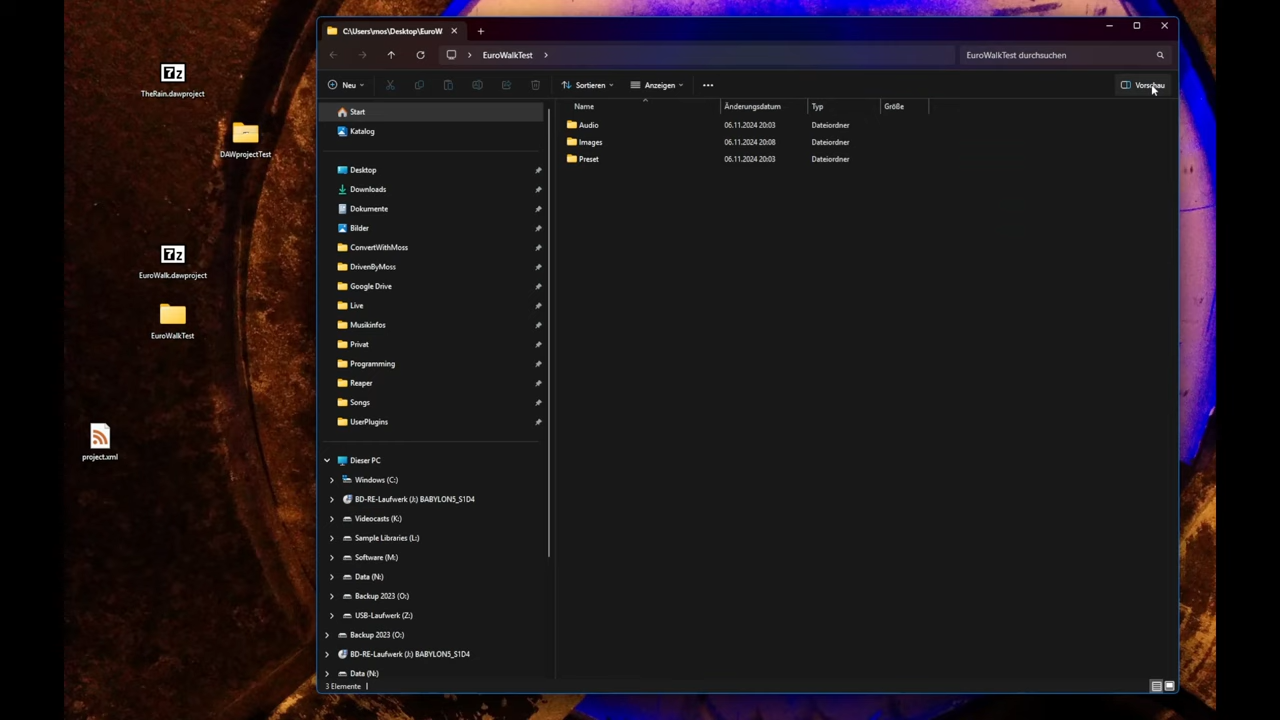 C:\Users\mos\Desktop\EuroW
EuroWalkTest
EuroWalkTest durchsuchen
Neu
Sortieren
Anzeigen
Vorschau
Name Änderungsdatum Typ Größe
Audio 06.11.2024 20:03 Dateiordner
Images 06.11.2024 20:08 Dateiordner
Preset 06.11.2024 20:03 Dateiordner
Start
Katalog
Desktop
Downloads
Dokumente
Bilder
ConvertWithMoss
DrivenByMoss
Google Drive
Live
Musikinfos
Privat
Programming
Reaper
Songs
UserPlugins
Dieser PC
Windows (C:)
BD-RE-Laufwerk (J:) BABYLON5_S1D4
Videocasts (K:)
Sample Libraries (L:)
Software (M:)
Data (N:)
Backup 2023 (O:)
USB-Laufwerk (Z:)
Backup 2023 (O:)
BD-RE-Laufwerk (J:) BABYLON5_S1D4
Data (N:)
3 Elemente
7z
TheRain.dawproject
DAWprojectTest
7z
EuroWalk.dawproject
EuroWalkTest
project.xml